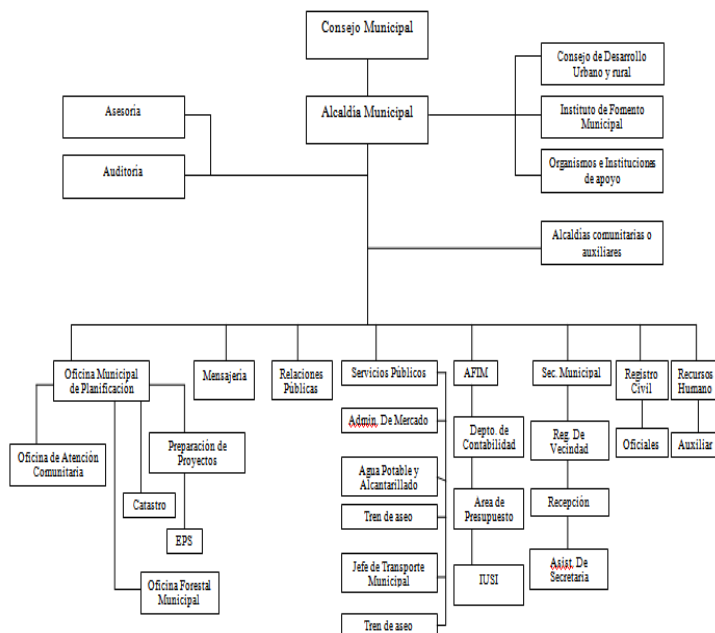 Consejo Municipal
Consejo de Desarrollo
Urbano y rural
Asesoria
Alcaldía Municipal
Instituto de Fomento
Municipal
Auditoria
Organismos e Instituciones
de apoyo
Alcaldías comunitarias o
auxiliares
Oficina Municipal
de Planificación
Mensajeria
Relaciones
Públicas
Servicios Públicos
AFIM
Sec. Municipal
Registro
Civil
Recursos
Humano
Oficina de Atención
Comunitaria
Preparación de
Proyectos
Admin. De Mercado
Depto. de
Contabilidad
Reg. De
Vecindad
Oficiales
Auxiliar
Catastro
EPS
Agua Potable y
Alcantarillado
Tren de aseo
Area de
Presupuesto
Recepción
Oficina Forestal
Municipal
Jefe de Transporte
Municipal
IUSI
Asist. De
Secretaria
Tren de aseo